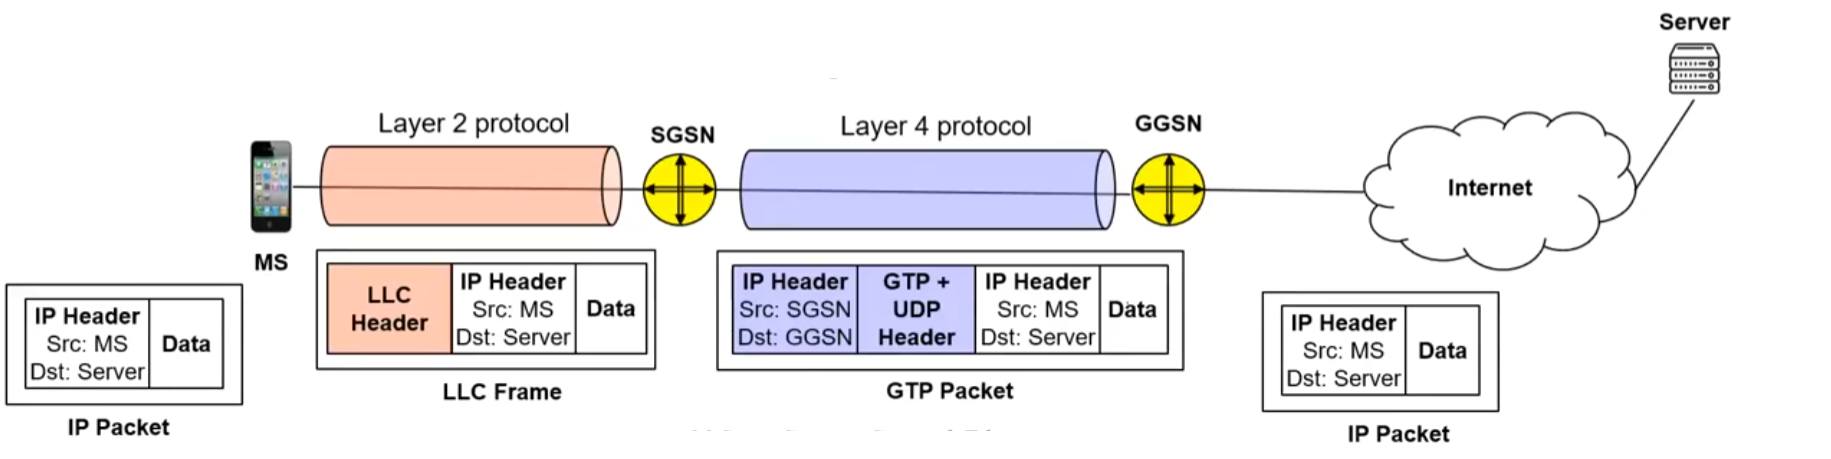 Server
Layer 2 protocol
SGSN
Layer 4 protocol
GGSN
Internet
MS
IP Header
Src: MS
Dst: Server
Data
IP Packet
LLC
Header
IP Header
Src: MS
Dst: Server
Data
LLC Frame
IP Header
Src: SGSN
Dst: GGSN
GTP +
UDP
Header
IP Header
Src: MS
Dst: Server
Data
GTP Packet
IP Header
Src: MS
Dst: Server
Data
IP Packet